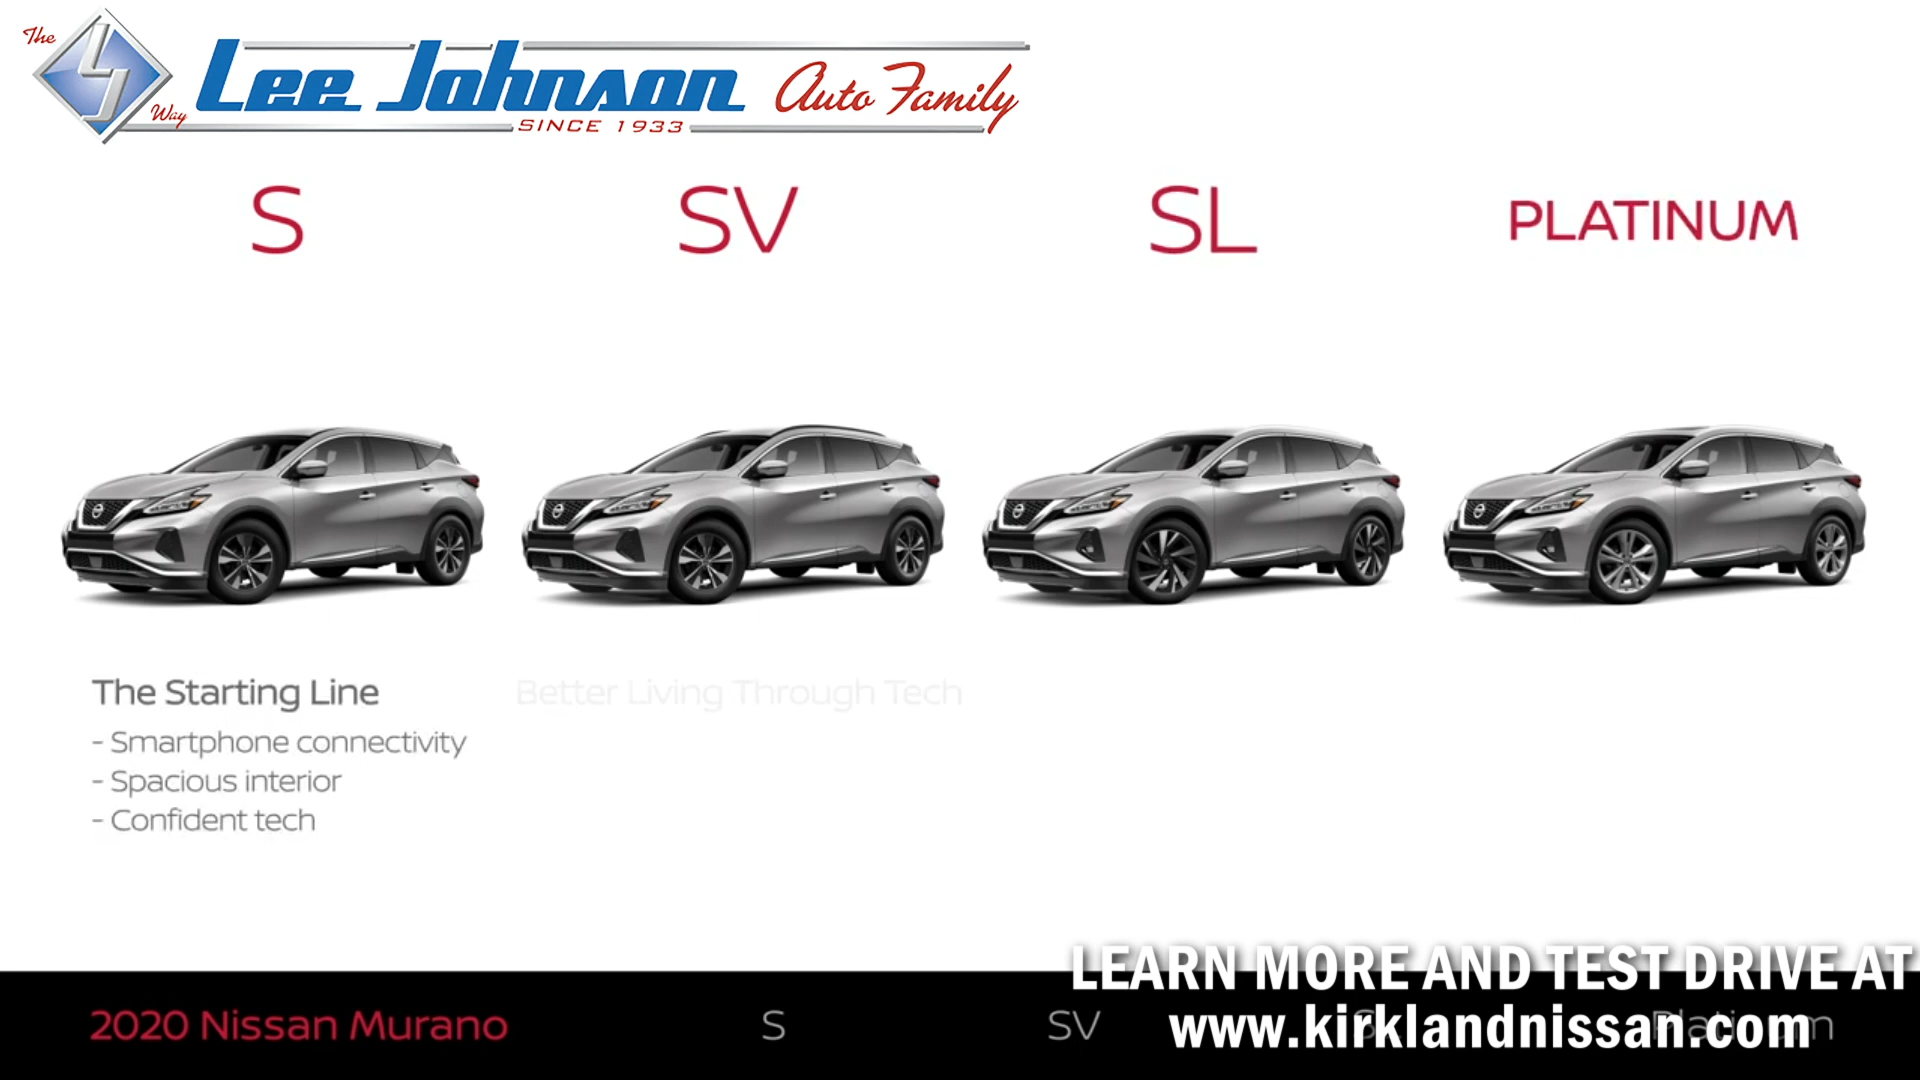 The
Way
Lee Johnson Auto Family
SINCE 1933
S SV SL PLATINUM
The Starting Line Better Living Through Tech
- Smartphone connectivity
- Spacious interior
- Confident tech
LEARN MORE AND TEST DRIVE AT
2020 Nissan Murano S SV Platinum
www.kirklandnissan.com